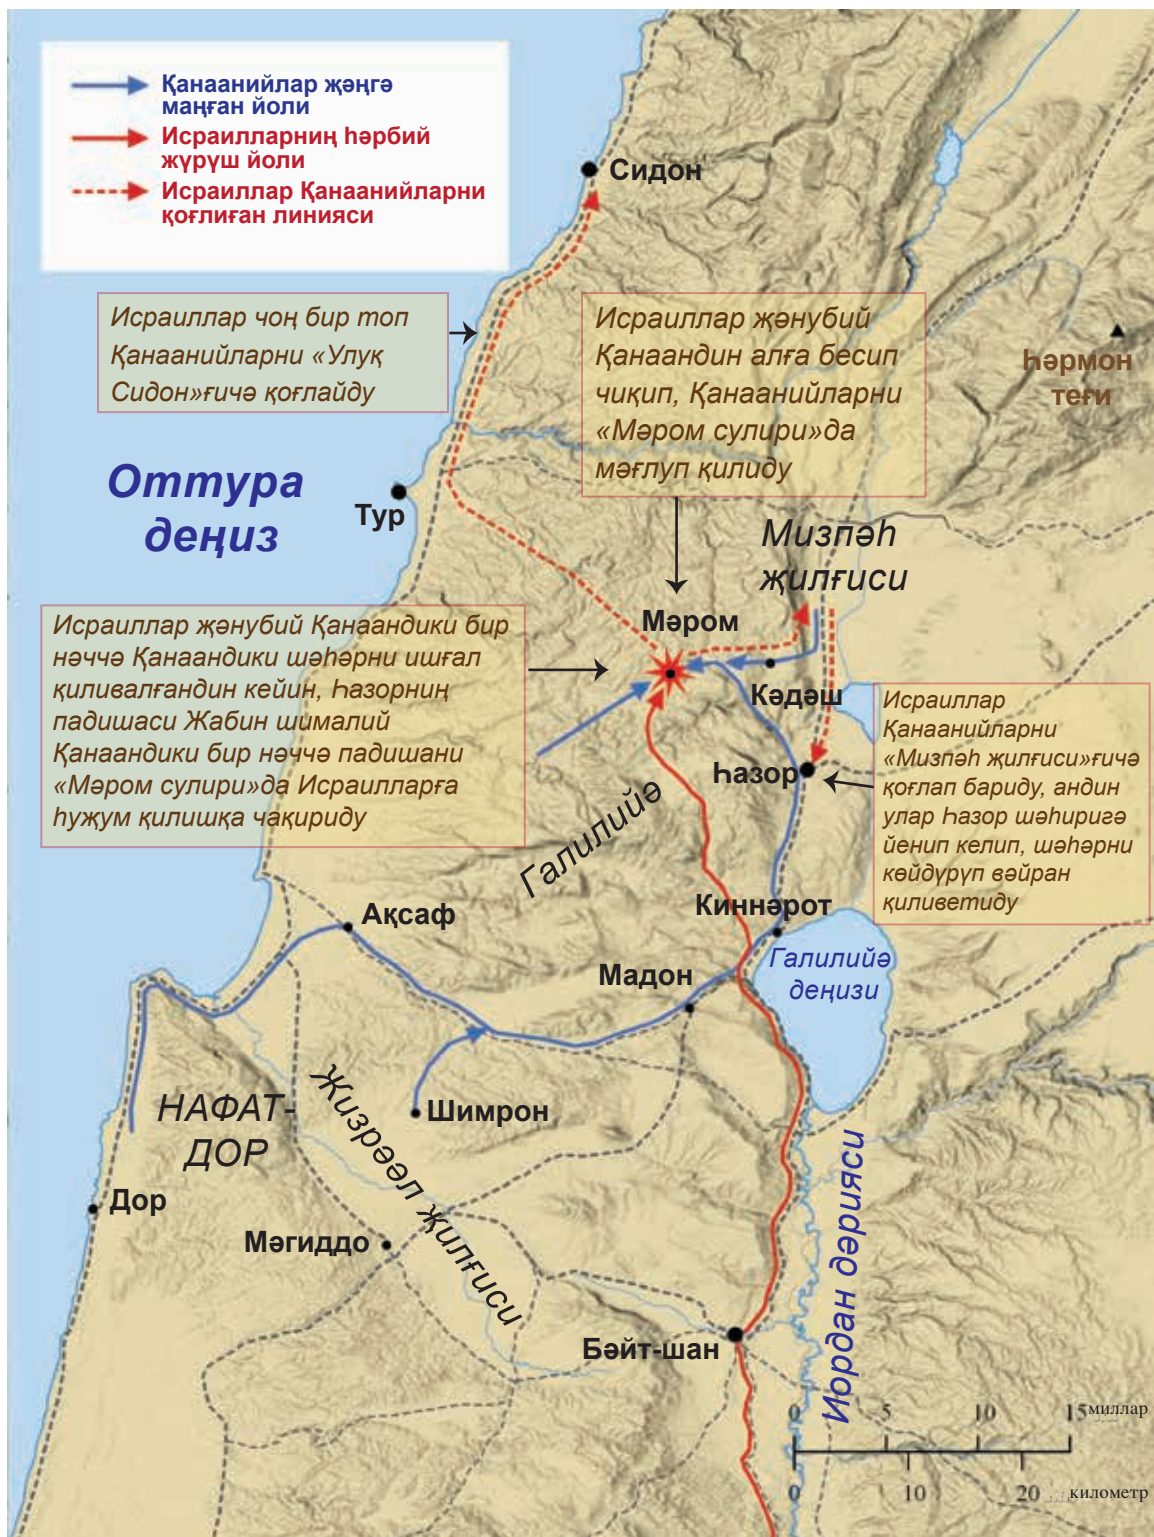 Қанаанийлар җәңгә
маңған йоли
Исраилларниң һәрбий
жүрүш йоли
Исраиллар Қанаанийларни
қоғлиған линияси
Сидон
Исраиллар чоң бир топ
Қанаанийларни «Улуқ
Сидон»ғичә қоғлайду
Исраиллар җәнубий
Қанаандин алға бесип
чиқип, Қанаанийларни
«Мәром сулири»да
мәғлуп қилиду
Һәрмон
теғи
Оттура
деңиз
Тур
Мизпәһ
җилғиси
Мәром
Исраиллар җәнубий Қанаандики бир
нәччә Қанаандики шәһәрни ишғал
қиливалғандин кейин, Һазорниң
падишаси Жабин шималий
Қанаандики бир нәччә падишани
«Мәром сулири»да Исраилларға
һуҗум қилишқа чақириду
Кәдәш
Исраиллар
Қанаанийларни
«Мизпәһ җилғиси»ғичә
қоғлап бариду, андин
улар Һазор шәһиригә
йенип келип, шәһәрни
көйдүрүп вәйран
қиливетиду
Һазор
Галилийә
Киннәрот
Ақсаф
Галилийә
деңизи
Мадон
НАФАТ-
ДОР
Шимрон
Жизрәәл җилғиси
Дор
Мәгиддо
Иордан дәрияси
Бәйт-шан
0 5 10 15 миллар
0 10 20 километр